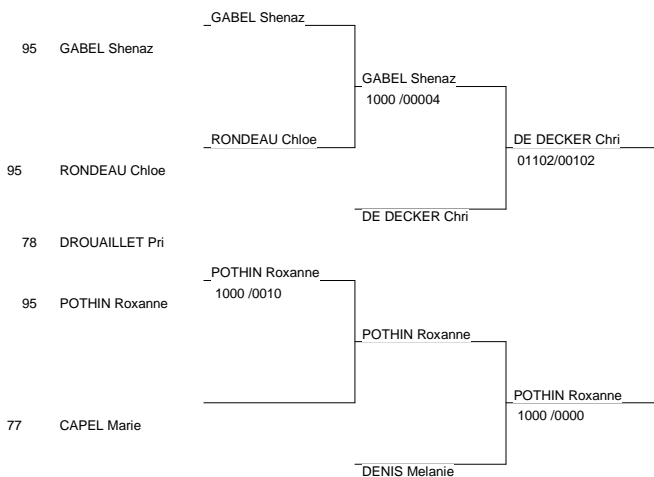 GABEL Shenaz
95 GABEL Shenaz
GABEL Shenaz
1000 /00004
RONDEAU Chloe
DE DECKER Chri
01102/00102
95 RONDEAU Chloe
DE DECKER Chri
78 DROUAILLET Pri
POTHIN Roxanne
1000 /0010
95 POTHIN Roxanne
POTHIN Roxanne
POTHIN Roxanne
1000 /0000
77 CAPEL Marie
DENIS Melanie